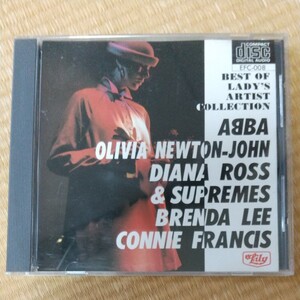 COMPACT
disc
DIGITAL AUDIO
EFC-008
BEST OF
LADY'S
ARTIST
COLLECTION
ABBA
OLIVIA NEWTON-JOHN
DIANA ROSS
& SUPREMES
BRENDA LEE
CONNIE FRANCIS
Lily